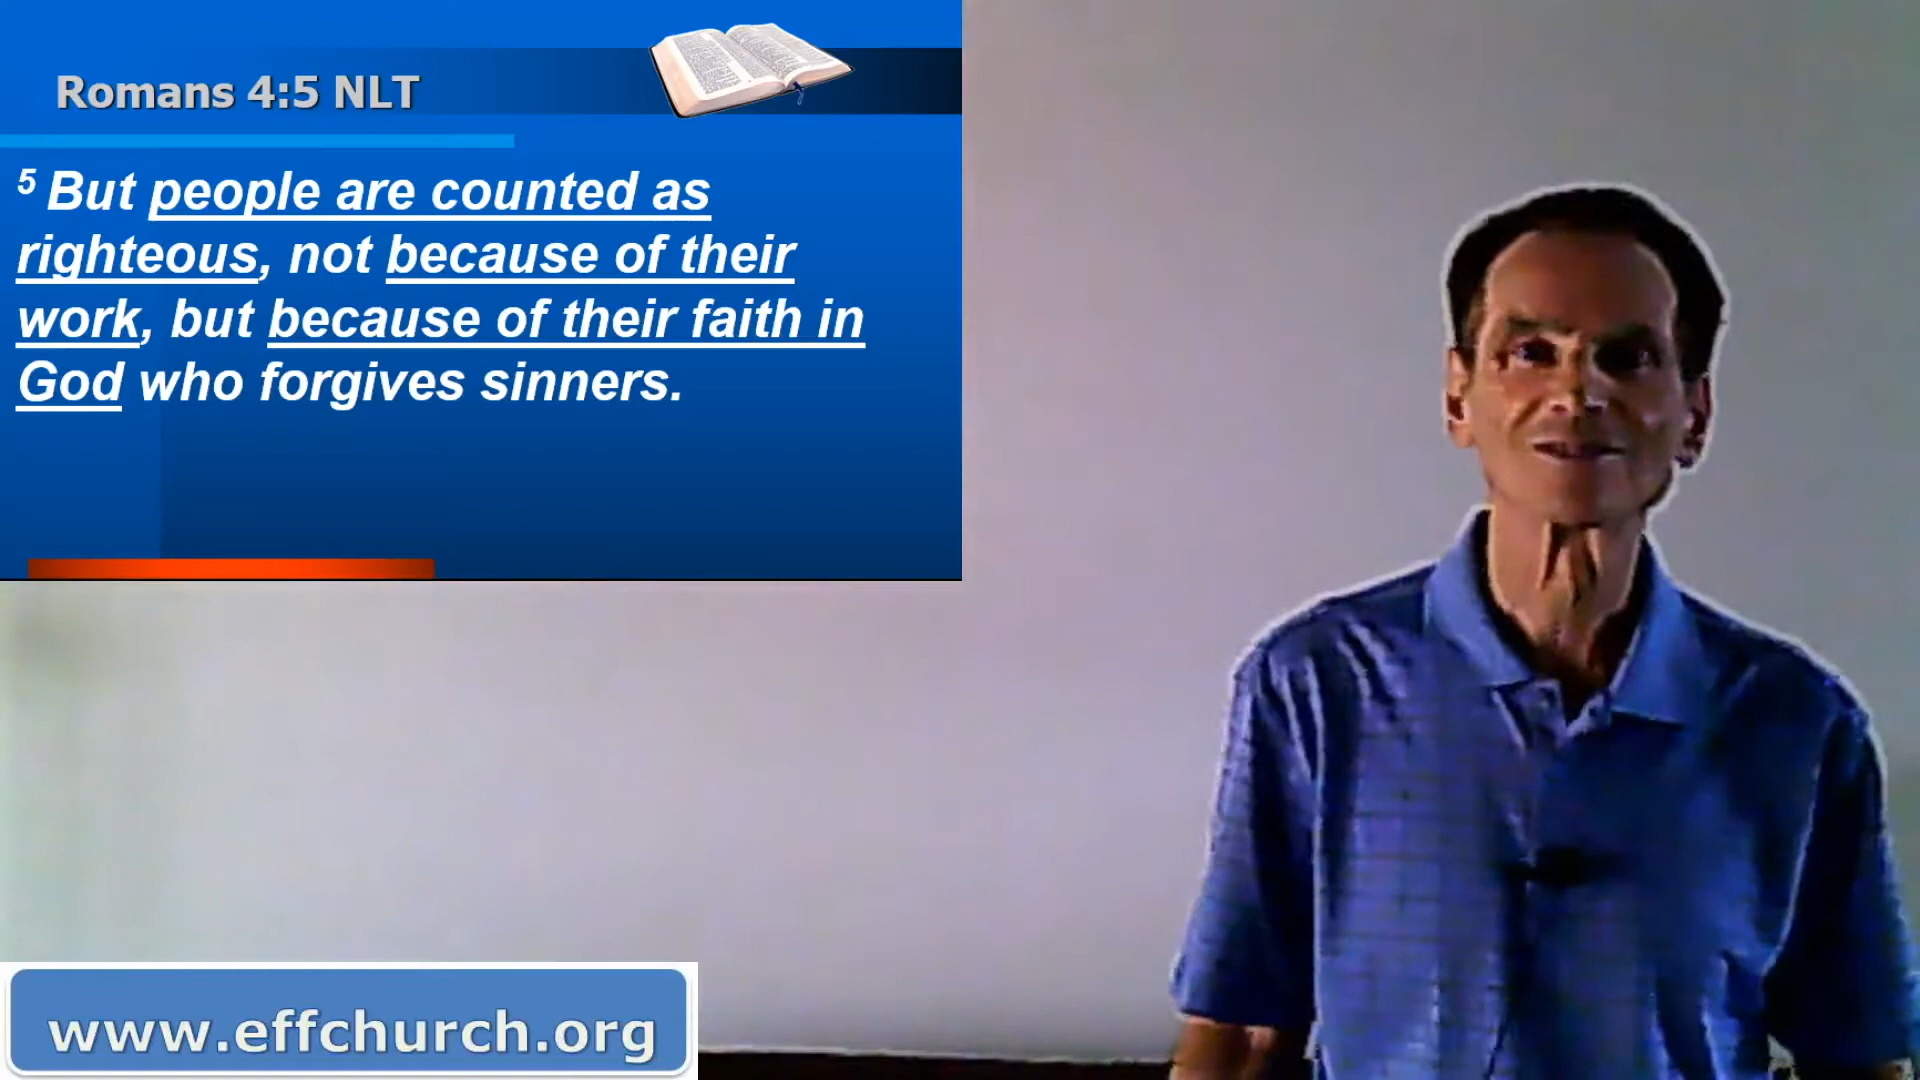 Romans 4:5 NLT
5 But people are counted as
righteous, not because of their
work, but because of their faith in
God who forgives sinners.
www.effchurch.org